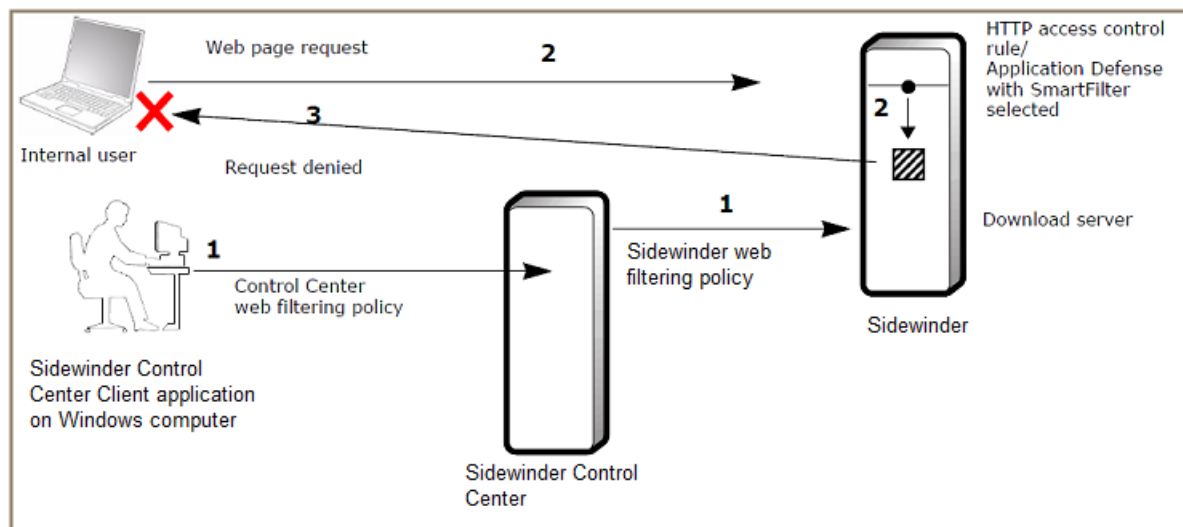 Web page request
2
HTTP access control
rule/
Application Defense
with SmartFilter
selected
2
3
Internal user
Request denied
1
Sidewinder web
filtering policy
Download server
1
Control Center
web filtering policy
Sidewinder
Sidewinder Control
Center Client application
on Windows computer
Sidewinder Control
Center